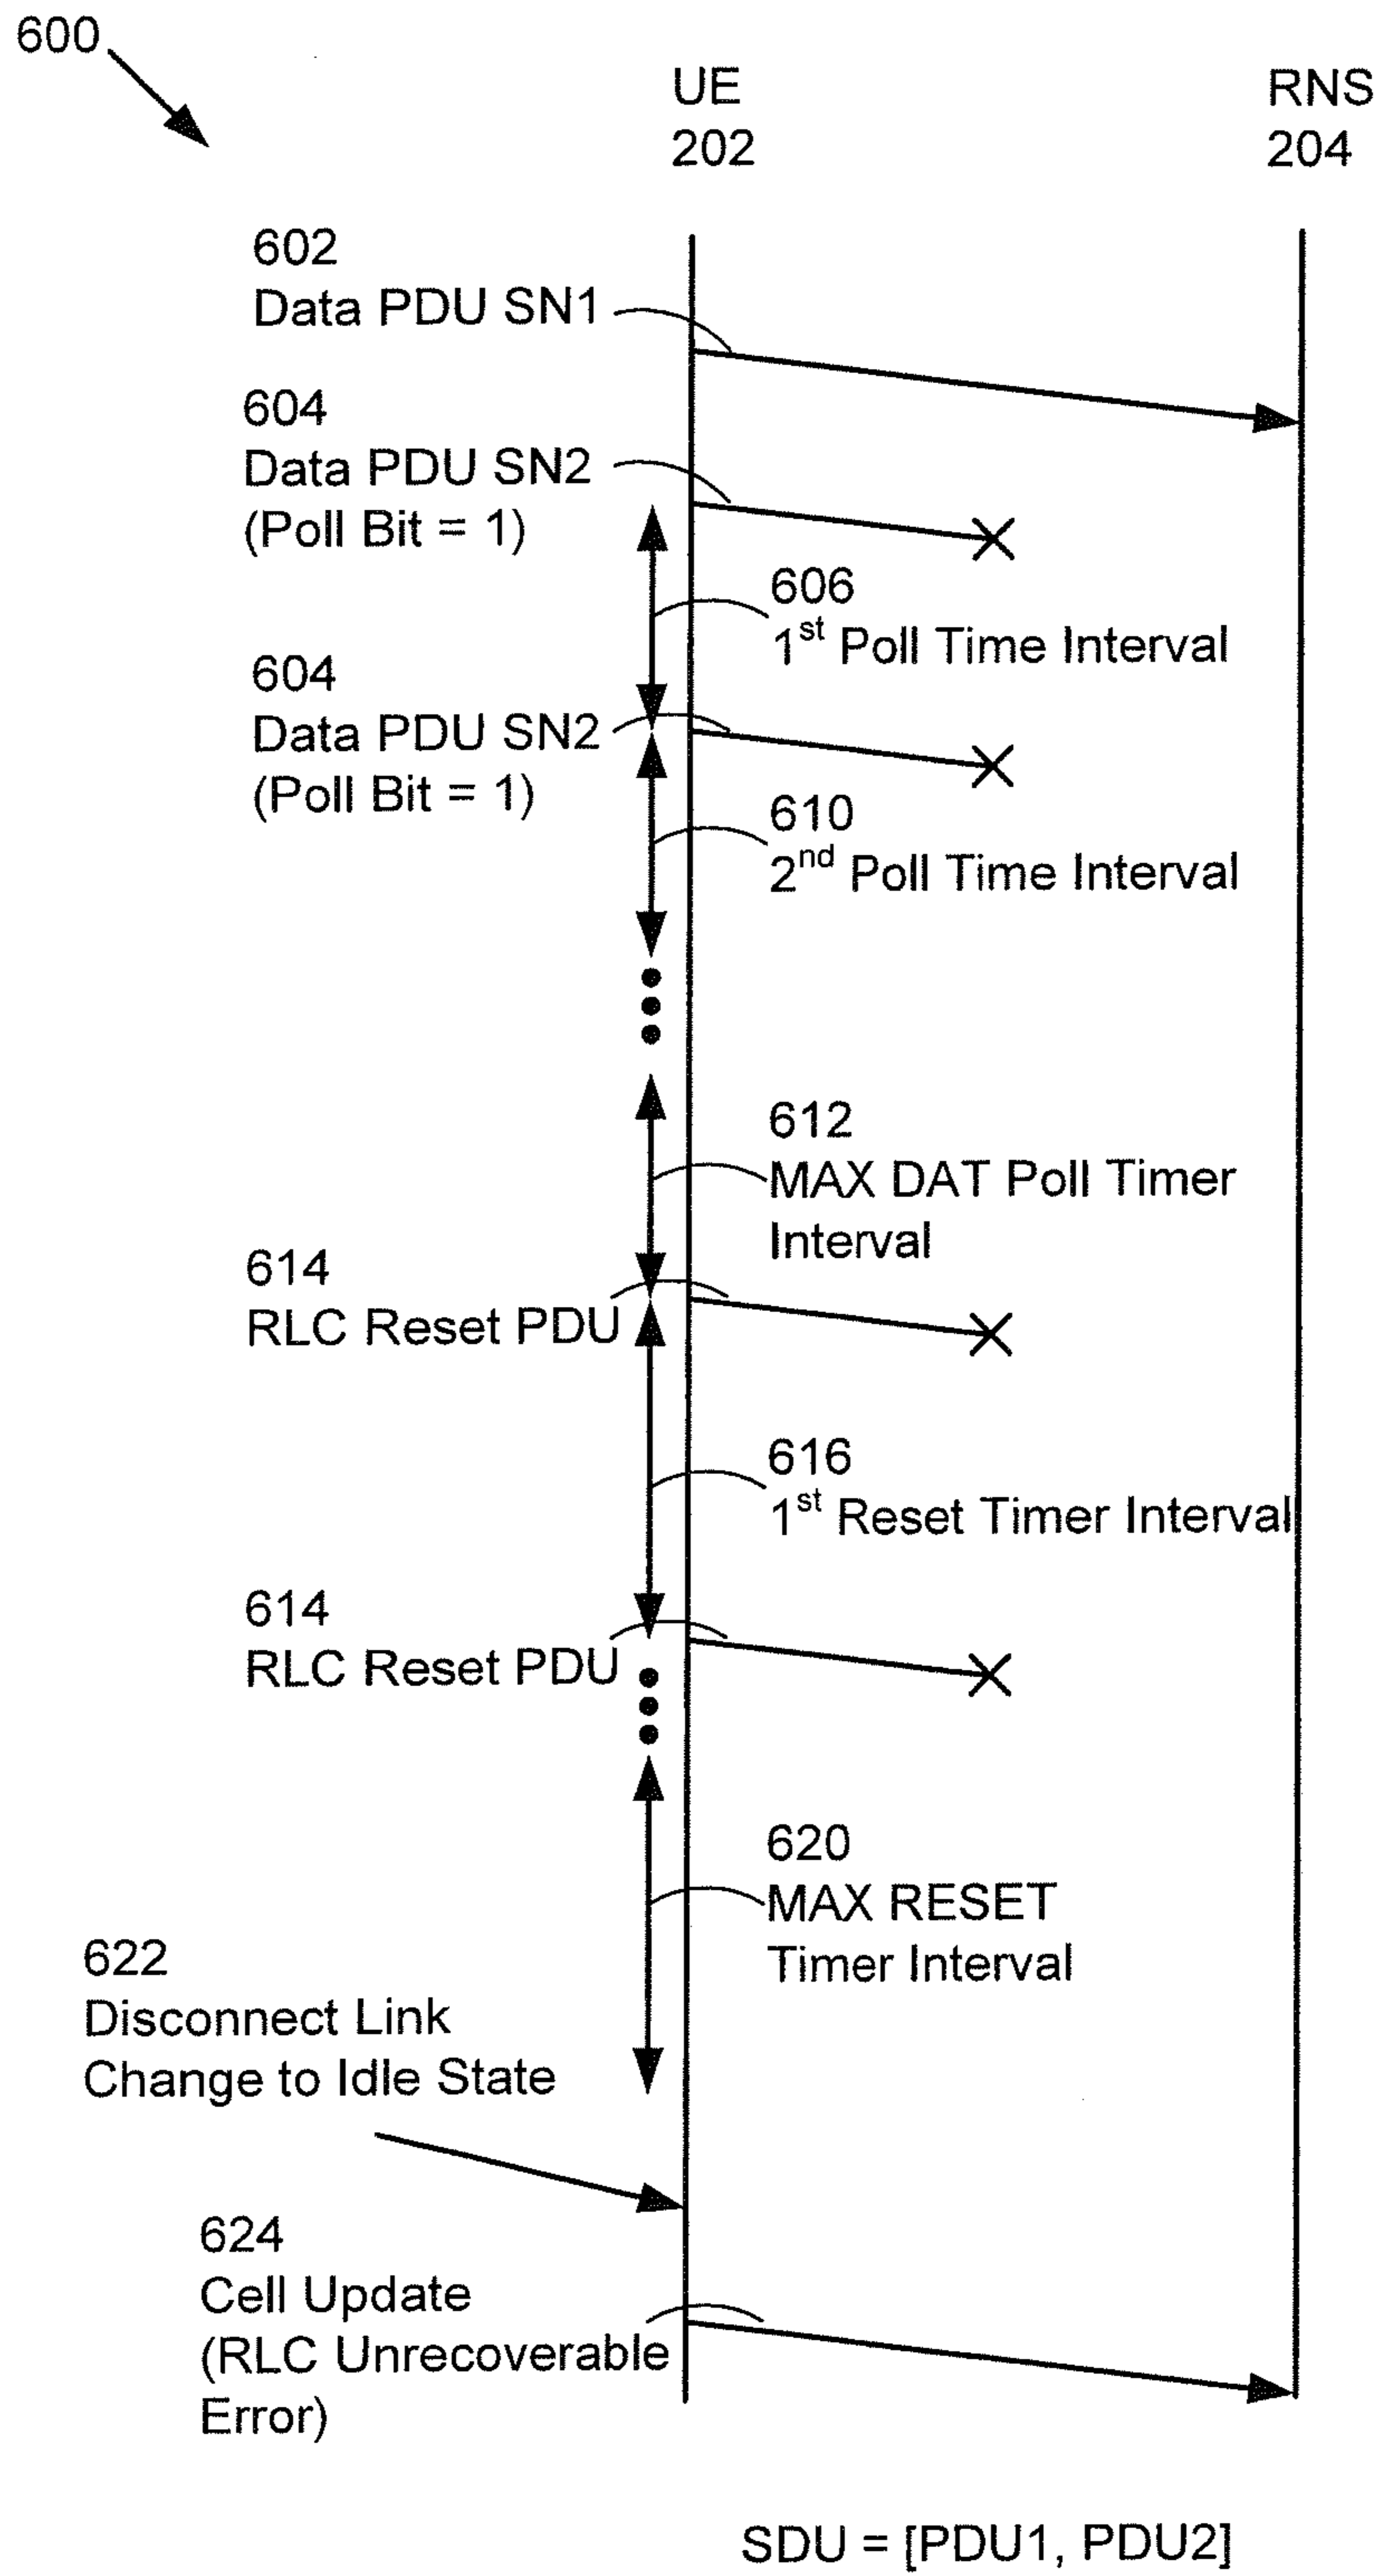 600
UE
202
RNS
204
602
Data PDU SN1
604
Data PDU SN2
(Poll Bit = 1)
606
1st Poll Time Interval
604
Data PDU SN2
(Poll Bit = 1)
610
2nd Poll Time Interval
612
MAX DAT Poll Timer
Interval
614
RLC Reset PDU
616
1st Reset Timer Interval
614
RLC Reset PDU
620
MAX RESET
Timer Interval
622
Disconnect Link
Change to Idle State
624
Cell Update
(RLC Unrecoverable
Error)
SDU = [PDU1, PDU2]